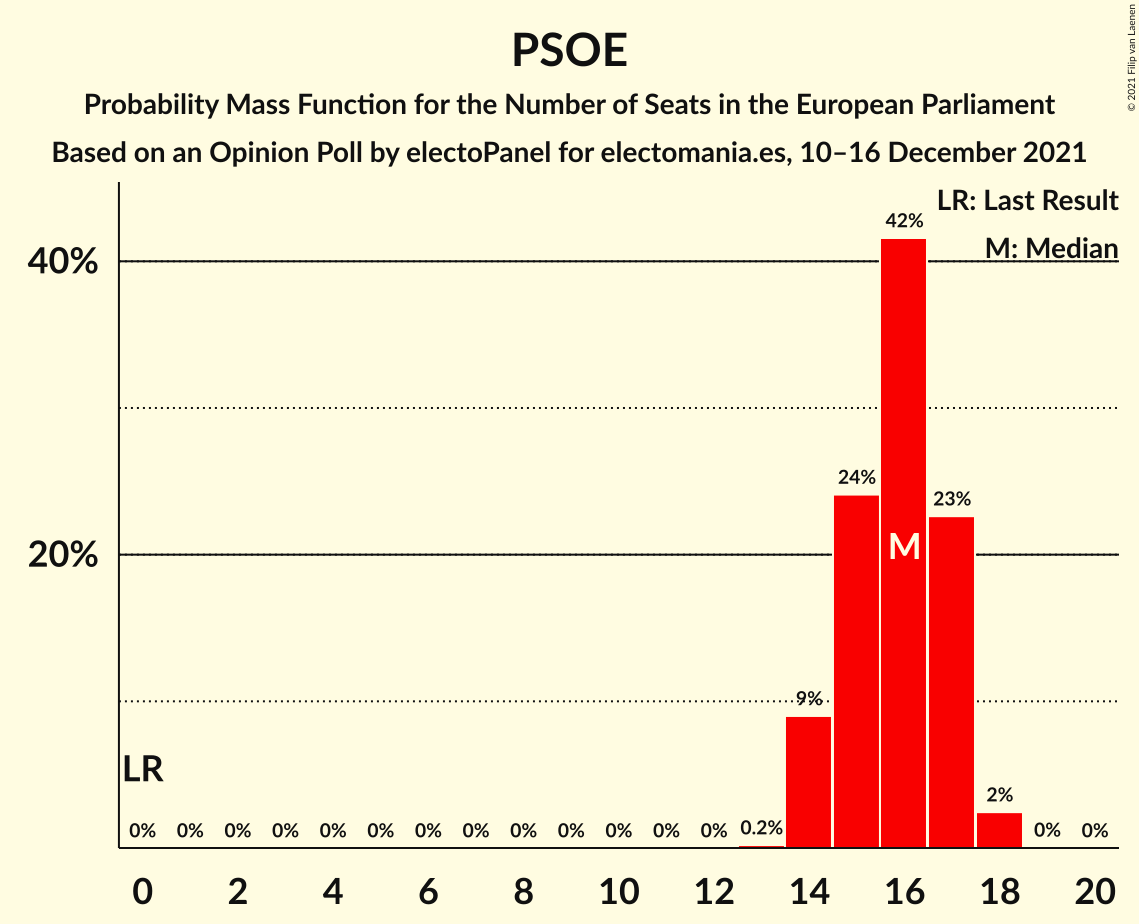 PSOE
Probability Mass Function for the Number of Seats in the European Parliament
Based on an Opinion Poll by electoPanel for electomania.es, 10–16 December 2021
© 2021 Filip van Laenen
LR: Last Result
M: Median
42%
40%
24%
23%
20%
M
9%
LR
2%
0% 0% 0% 0% 0% 0% 0% 0% 0% 0% 0% 0% 0% 0.2% 0% 0%
0 2 4 6 8 10 12 14 16 18 20